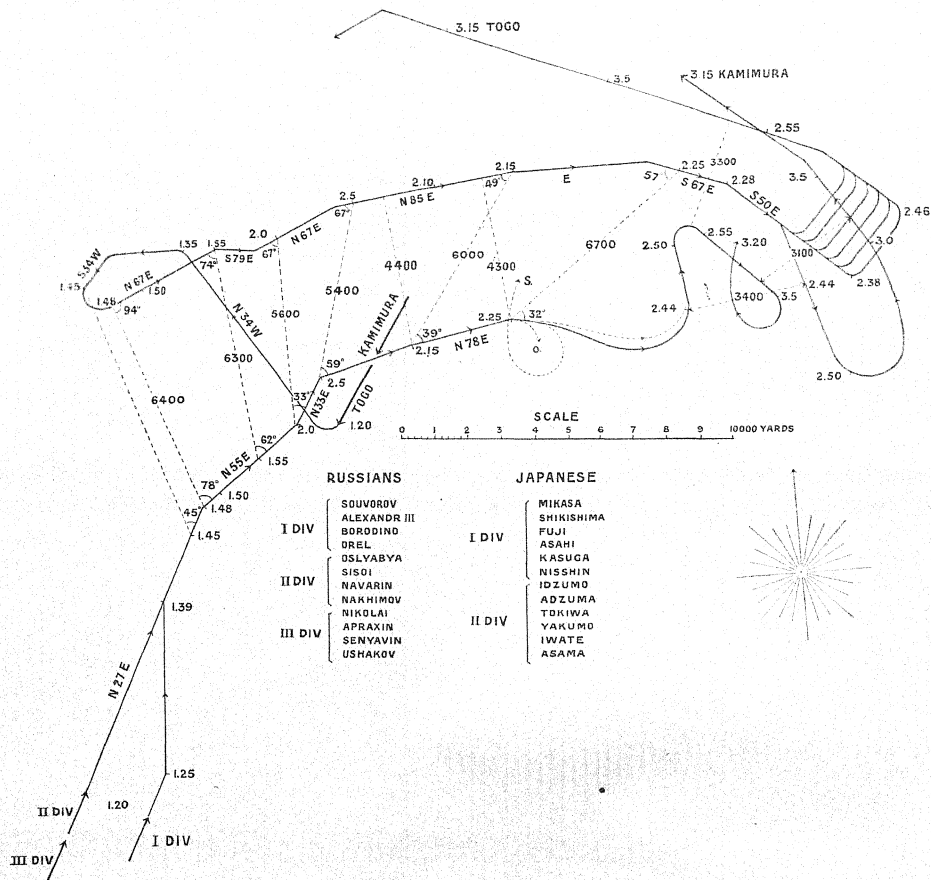 3.15 TOGO
3.5
3.15 KAMIMURA
2.55
2.5
2.10
2.15
49°
N 85 E
E
57
2.25
3300
S 67 E
2.28
S 50 E
3.5
2.46
1.35
1.55
2.0
67°
N 67 E
67°
74°
S79E
S34W
1.45
N 67E
1.50
1.48
94°
N 34 W
6400
6300
5600
5400
4400
6000
4300
6700
2.50
2.55
3.20
3100
3.0
2.38
2.44
2.44
3400
3.5
2.50
S.
KAMIMURA
2.25
32°
39°
2.15
N 78 E
O.
59°
2.5
33°
N33E
TOGO
1.20
2.0
62°
1.55
N 55 E
78°
1.50
1.48
45°
1.45
SCALE
0 1 2 3 4 5 6 7 8 9 10000 YARDS
RUSSIANS
I DIV
SOUVOROV
ALEXANDR III
BORODINO
OREL
II DIV
OSLYABYA
SISOI
NAVARIN
NAKHIMOV
III DIV
NIKOLAI
APRAXIN
SENYAVIN
USHAKOV
JAPANESE
I DIV
MIKASA
SHIKISHIMA
FUJI
ASAHI
KASUGA
NISSHIN
II DIV
IDZUMO
ADZUMA
TOKIWA
YAKUMO
IWATE
ASAMA
1.39
N 27 E
1.25
1.20
II DIV
I DIV
III DIV